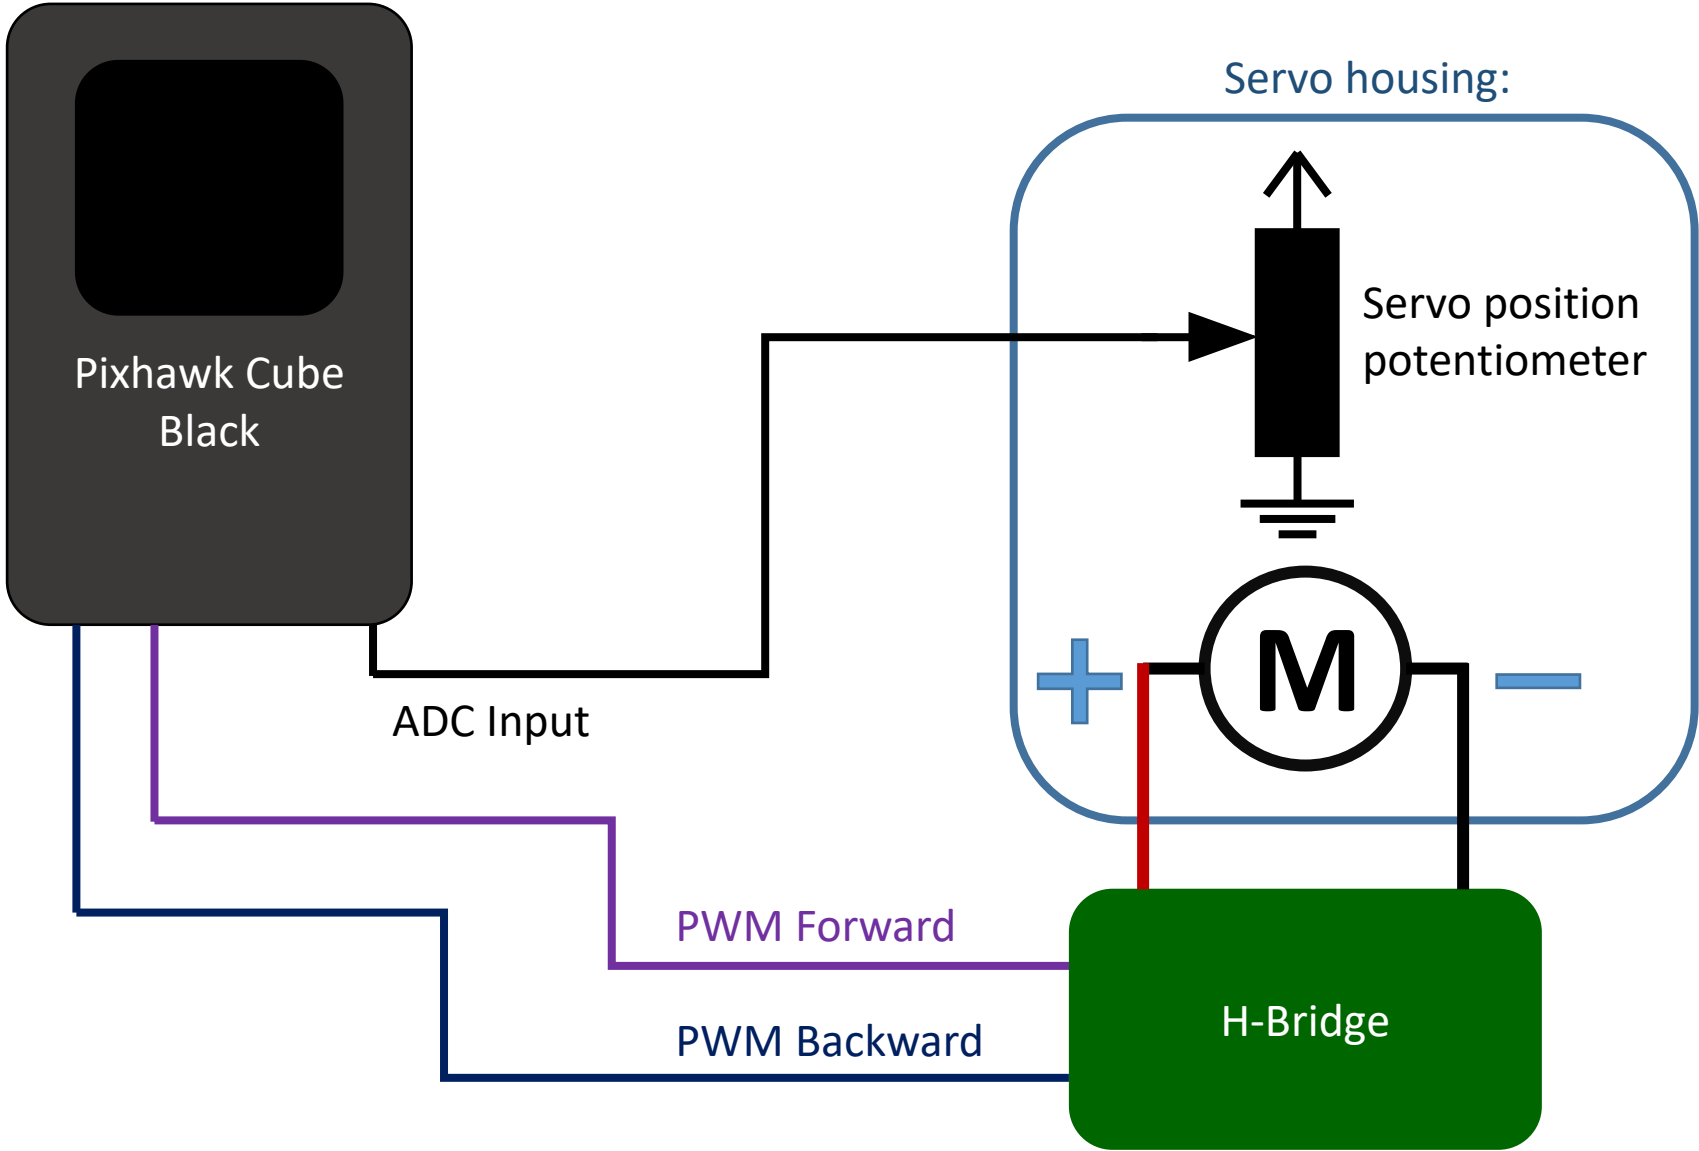 Servo housing:
Servo position
potentiometer
Pixhawk Cube
Black
M
ADC Input
PWM Forward
PWM Backward
H-Bridge